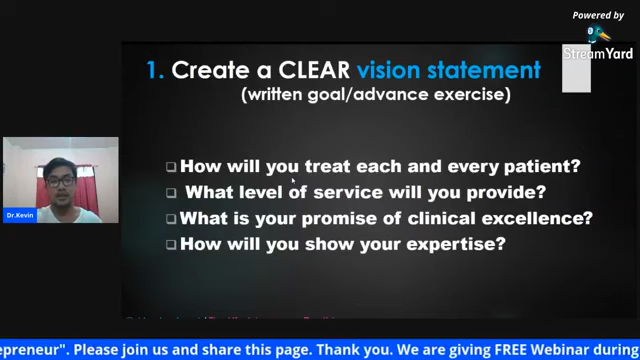 Powered by
StreamYard
1. Create a CLEAR vision statement
(written goal/advance exercise)
How will you treat each and every patient?
What level of service will you provide?
What is your promise of clinical excellence?
How will you show your expertise?
Dr.Kevin
epreneur". Please join us and share this page. Thank you. We are giving FREE Webinar during